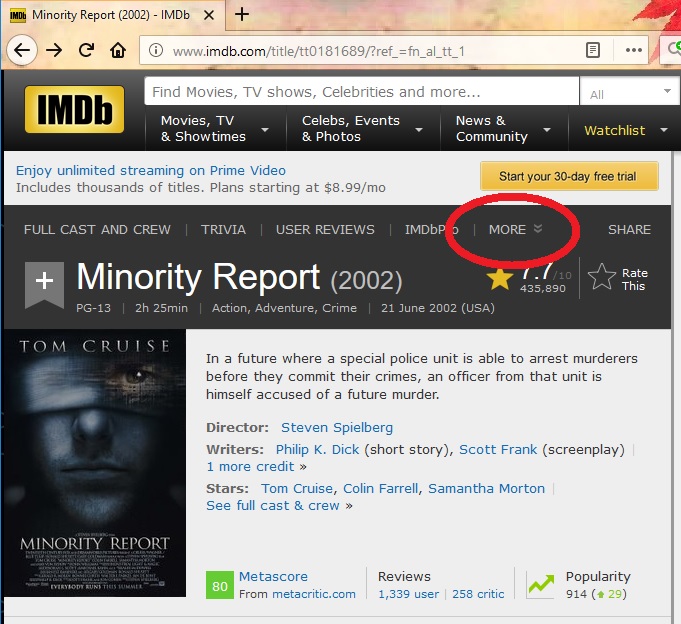 Minority Report (2002) - IMDb
www.imdb.com/title/tt0181689/?ref_=fn_al_tt_1
IMDb
Find Movies, TV shows, Celebrities and more...
All
Movies, TV
& Showtimes
Celebs, Events
& Photos
News &
Community
Watchlist
Enjoy unlimited streaming on Prime Video
Includes thousands of titles. Plans starting at $8.99/mo
Start your 30-day free trial
FULL CAST AND CREW | TRIVIA | USER REVIEWS | IMDbPro | MORE SHARE
Minority Report (2002)
7.7/10
435,890
Rate
This
PG-13 | 2h 25min | Action, Adventure, Crime | 21 June 2002 (USA)
TOM CRUISE
MINORITY REPORT
EVERYBODY RUNS THIS SUMMER
In a future where a special police unit is able to arrest murderers
before they commit their crimes, an officer from that unit is
himself accused of a future murder.
Director: Steven Spielberg
Writers: Philip K. Dick (short story), Scott Frank (screenplay) |
1 more credit »
Stars: Tom Cruise, Colin Farrell, Samantha Morton |
See full cast & crew »
80
Metascore
From metacritic.com
Reviews
1,339 user | 258 critic
Popularity
914 (29)